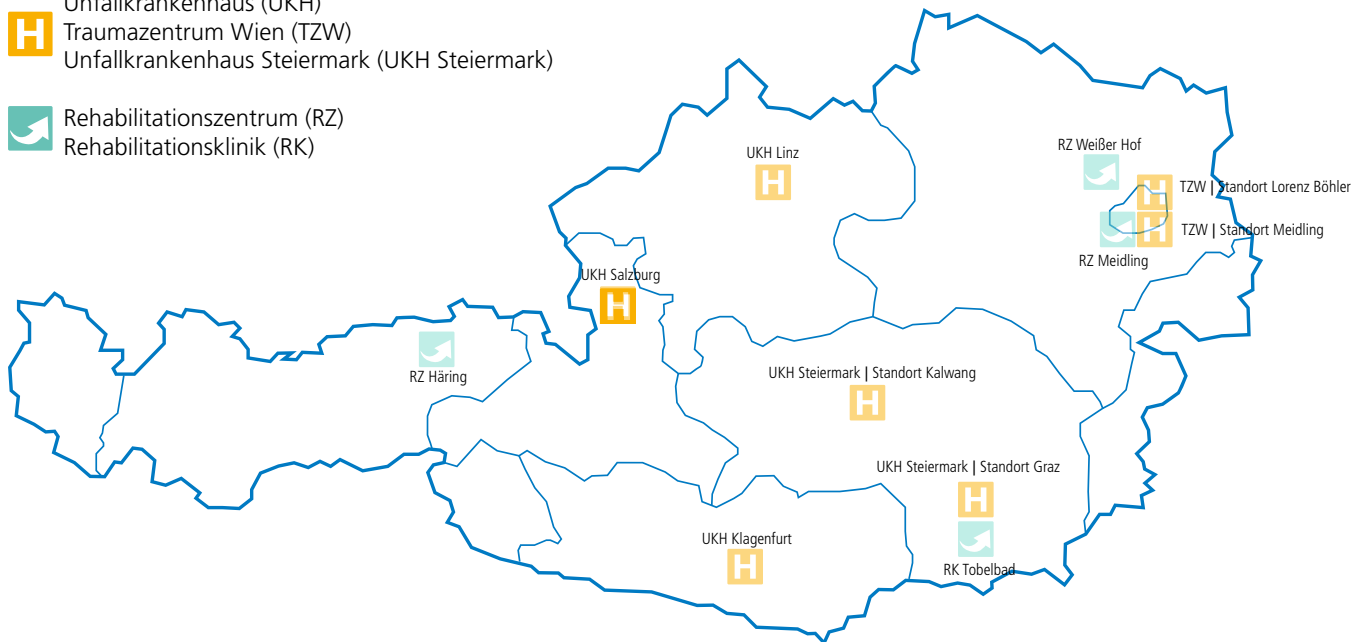 Unfallkrankenhaus (UKH)
Traumazentrum Wien (TZW)
Unfallkrankenhaus Steiermark (UKH Steiermark)
Rehabilitationszentrum (RZ)
Rehabilitationsklinik (RK)
RZ Weißer Hof
UKH Linz
TZW | Standort Lorenz Böhler
TZW | Standort Meidling
RZ Meidling
UKH Salzburg
RZ Häring
UKH Steiermark | Standort Kalwang
UKH Steiermark | Standort Graz
UKH Klagenfurt
RK Tobelbad